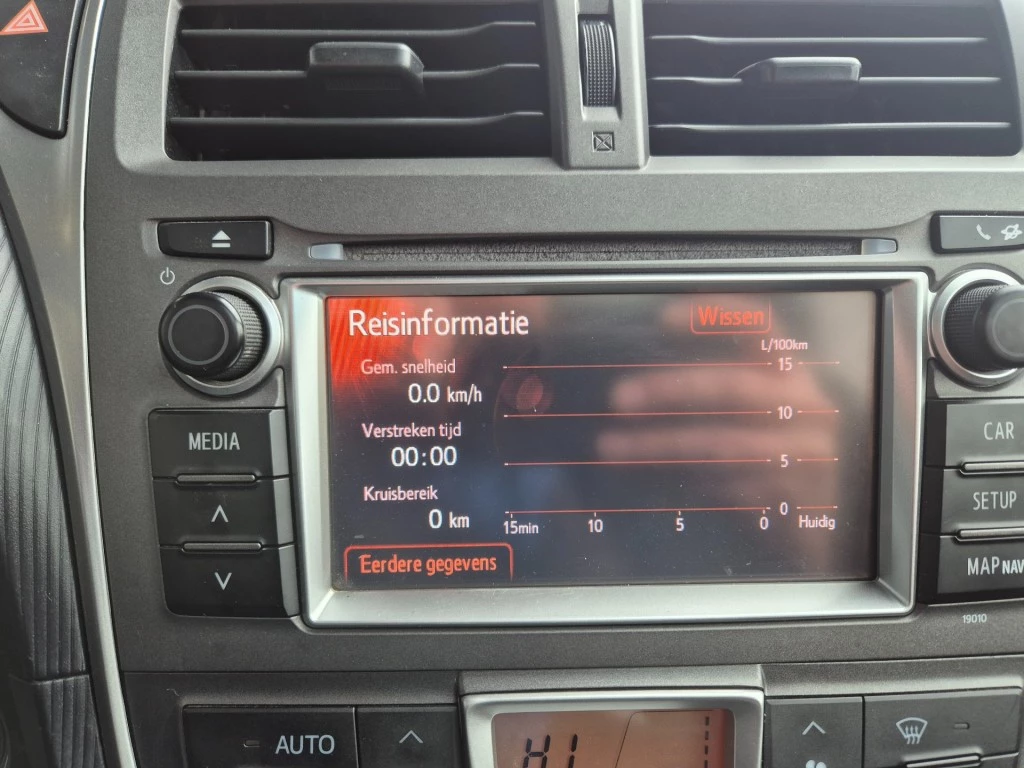 Reisinformatie
Wissen
L/100km
Gem. snelheid
0.0 km/h
15
10
Verstreken tijd
00:00
5
Kruisbereik
0 km
0
15min 10 5 0 Huidig
Eerdere gegevens
MEDIA
CAR
SETUP
MAP NAV
19010
AUTO
HI